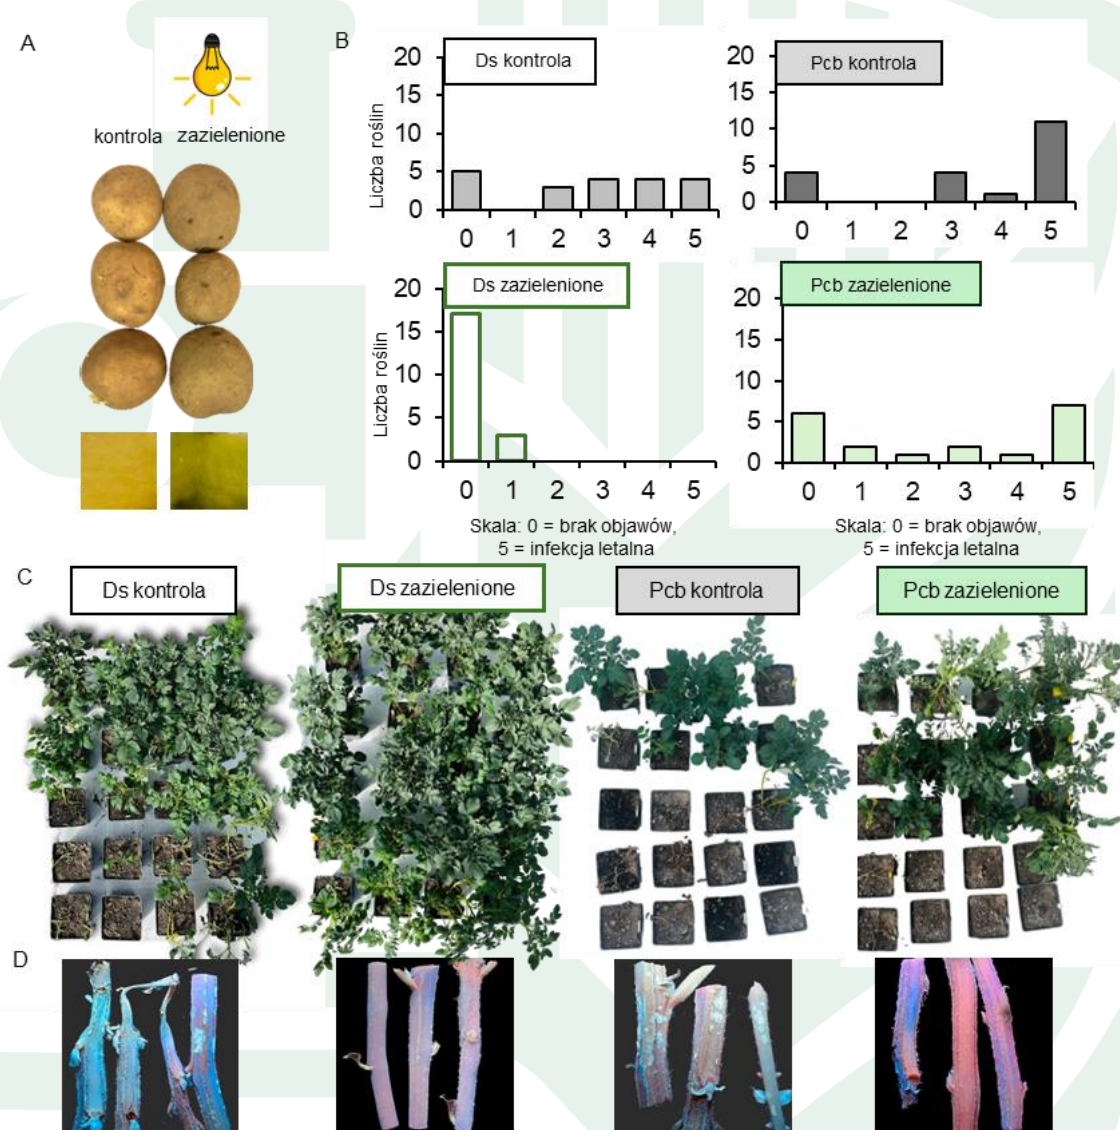 A
kontrola zazielenione
B
Ds kontrola
Liczba roślin
20
15
10
5
0
0 1 2 3 4 5
Pcb kontrola
20
15
10
5
0
0 1 2 3 4 5
Ds zazielenione
Liczba roślin
20
15
10
5
0
0 1 2 3 4 5
Skala: 0 = brak objawów,
5 = infekcja letalna
Pcb zazielenione
20
15
10
5
0
0 1 2 3 4 5
Skala: 0 = brak objawów,
5 = infekcja letalna
C
Ds kontrola
Ds zazielenione
Pcb kontrola
Pcb zazielenione
D